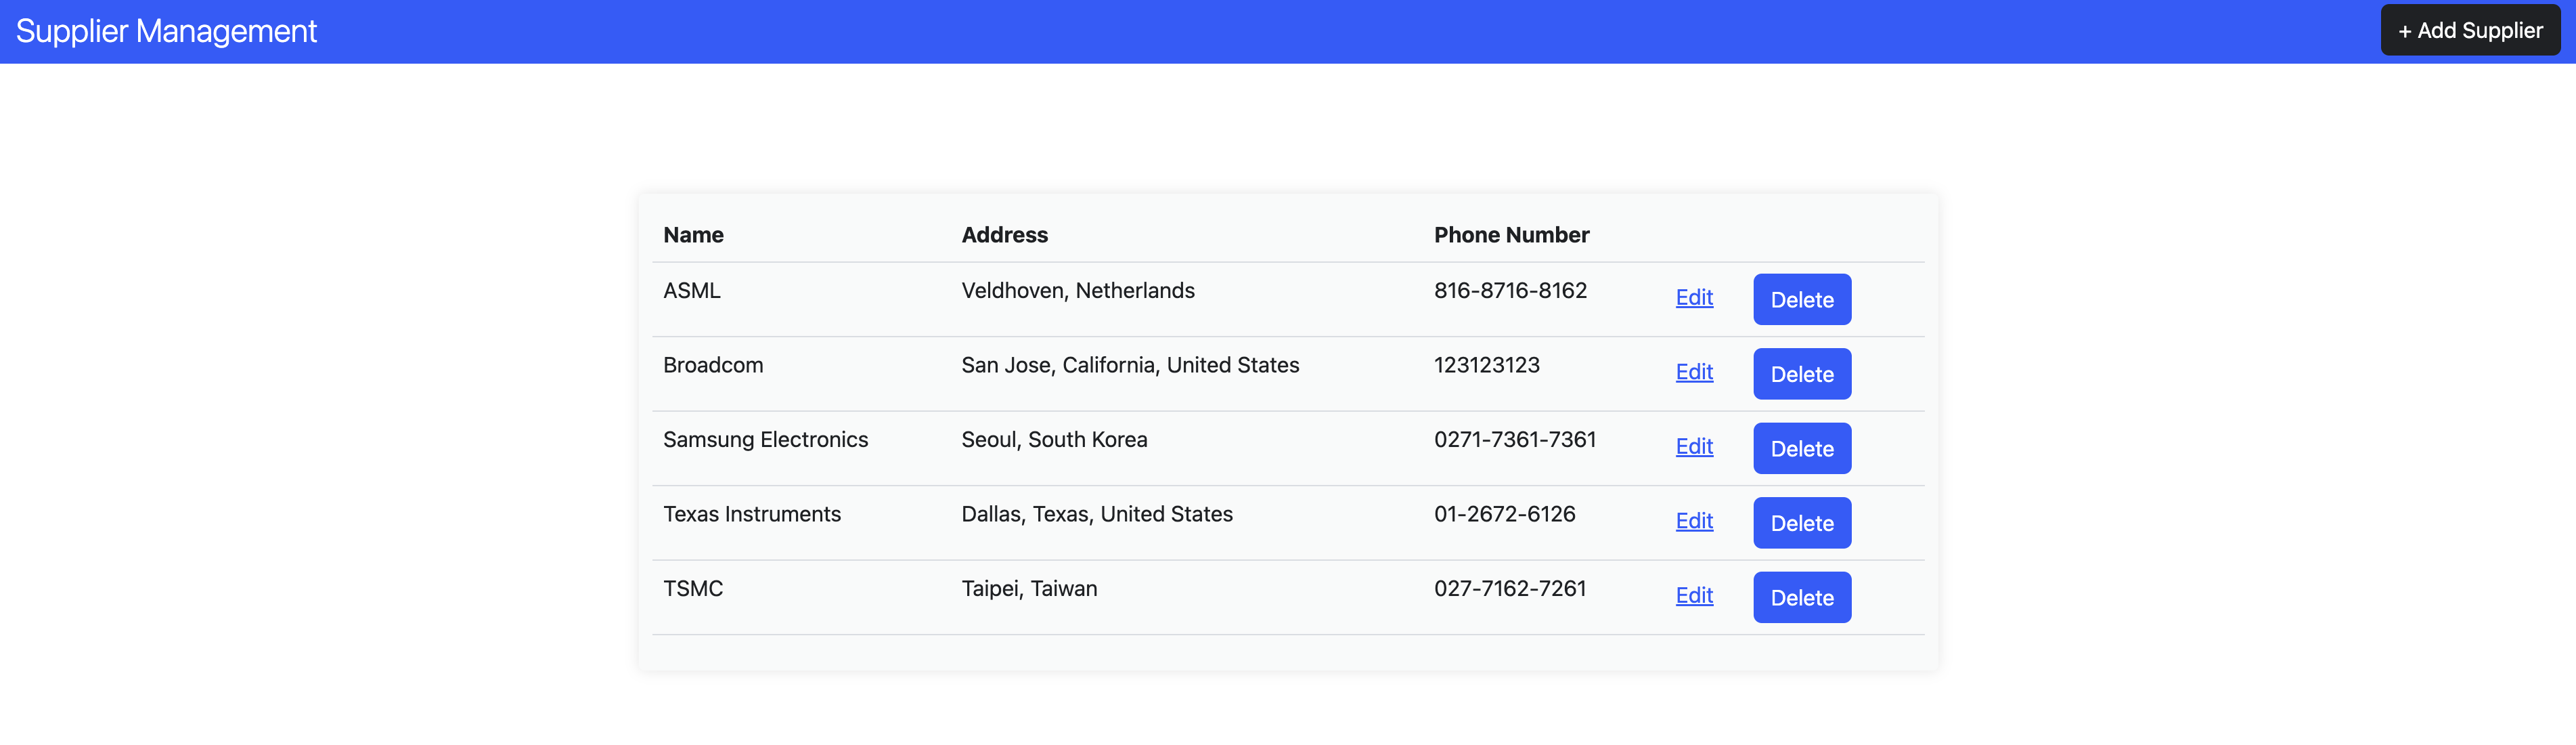 Supplier Management + Add Supplier
Name Address Phone Number
ASML Veldhoven, Netherlands 816-8716-8162 Edit Delete
Broadcom San Jose, California, United States 123123123 Edit Delete
Samsung Electronics Seoul, South Korea 0271-7361-7361 Edit Delete
Texas Instruments Dallas, Texas, United States 01-2672-6126 Edit Delete
TSMC Taipei, Taiwan 027-7162-7261 Edit Delete